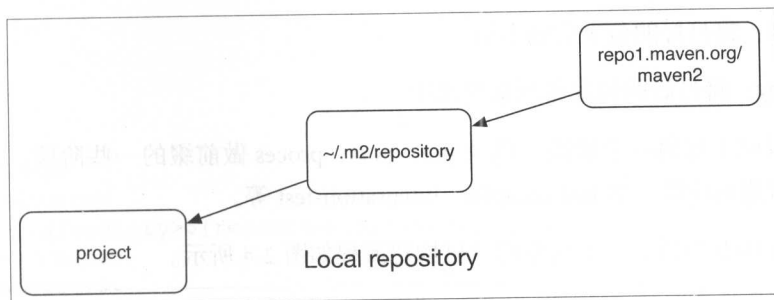 repo1.maven.org/
maven2
~/.m2/repository
project
Local repository